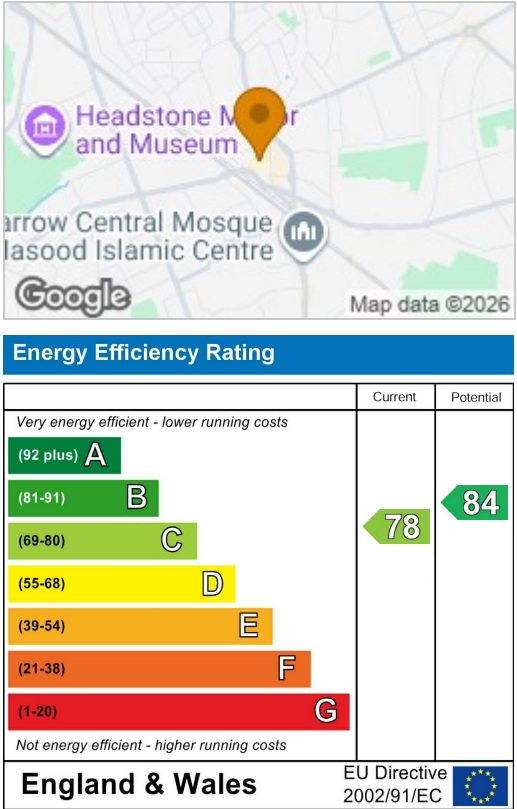 Headstone M or
and Museum
arrow Central Mosque
lasood Islamic Centre
Google
Map data ©2026
Energy Efficiency Rating
Current Potential
Very energy efficient - lower running costs
(92 plus) A
(81-91) B
84
(69-80) C
78
(55-68) D
(39-54) E
(21-38) F
(1-20) G
Not energy efficient - higher running costs
England & Wales
EU Directive
2002/91/EC